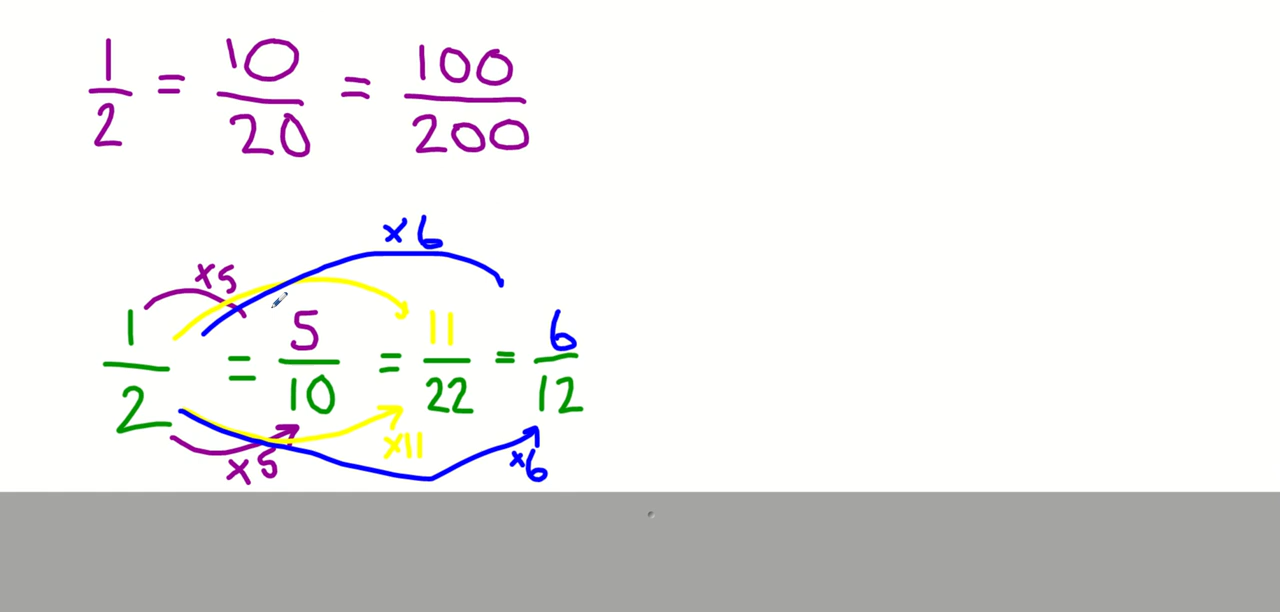 1/2 = 10/20 = 100/200
×6
×5
1/2 = 5/10 = 11/22 = 6/12
×5 ×11 ×6